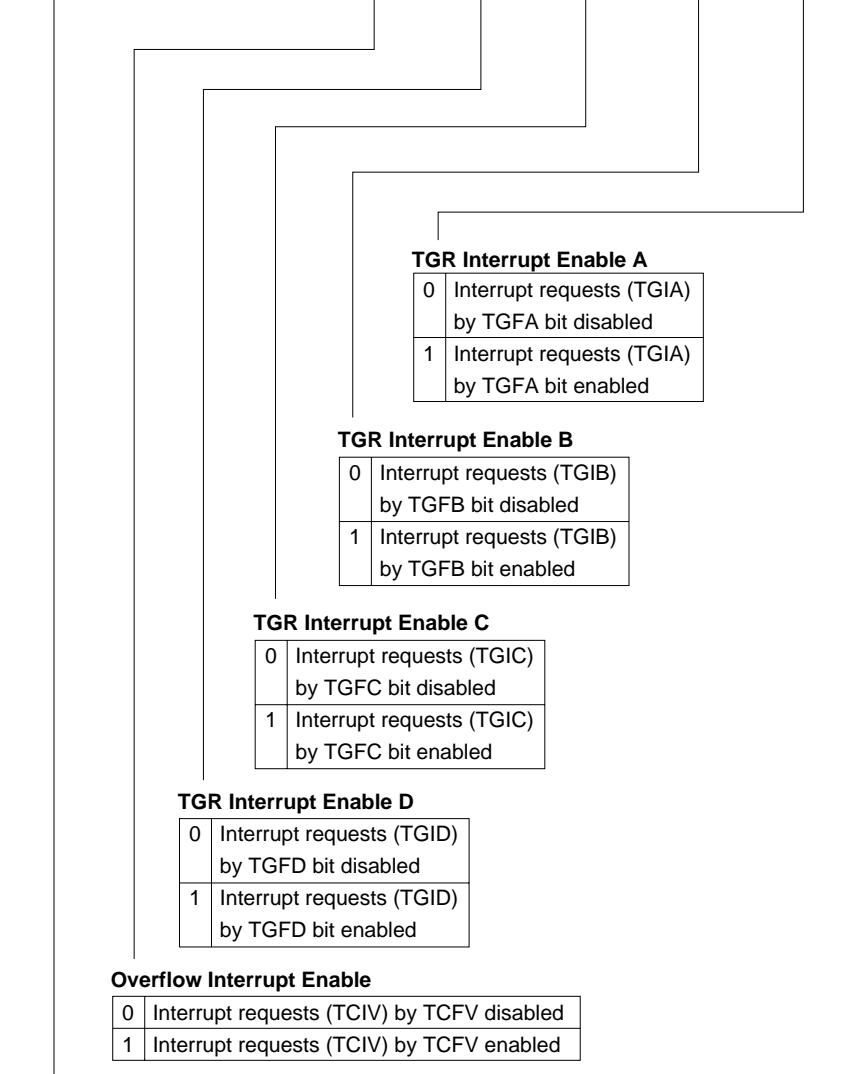 TGR Interrupt Enable A
0 Interrupt requests (TGIA)
by TGFA bit disabled
1 Interrupt requests (TGIA)
by TGFA bit enabled
TGR Interrupt Enable B
0 Interrupt requests (TGIB)
by TGFB bit disabled
1 Interrupt requests (TGIB)
by TGFB bit enabled
TGR Interrupt Enable C
0 Interrupt requests (TGIC)
by TGFC bit disabled
1 Interrupt requests (TGIC)
by TGFC bit enabled
TGR Interrupt Enable D
0 Interrupt requests (TGID)
by TGFD bit disabled
1 Interrupt requests (TGID)
by TGFD bit enabled
Overflow Interrupt Enable
0 Interrupt requests (TCIV) by TCFV disabled
1 Interrupt requests (TCIV) by TCFV enabled